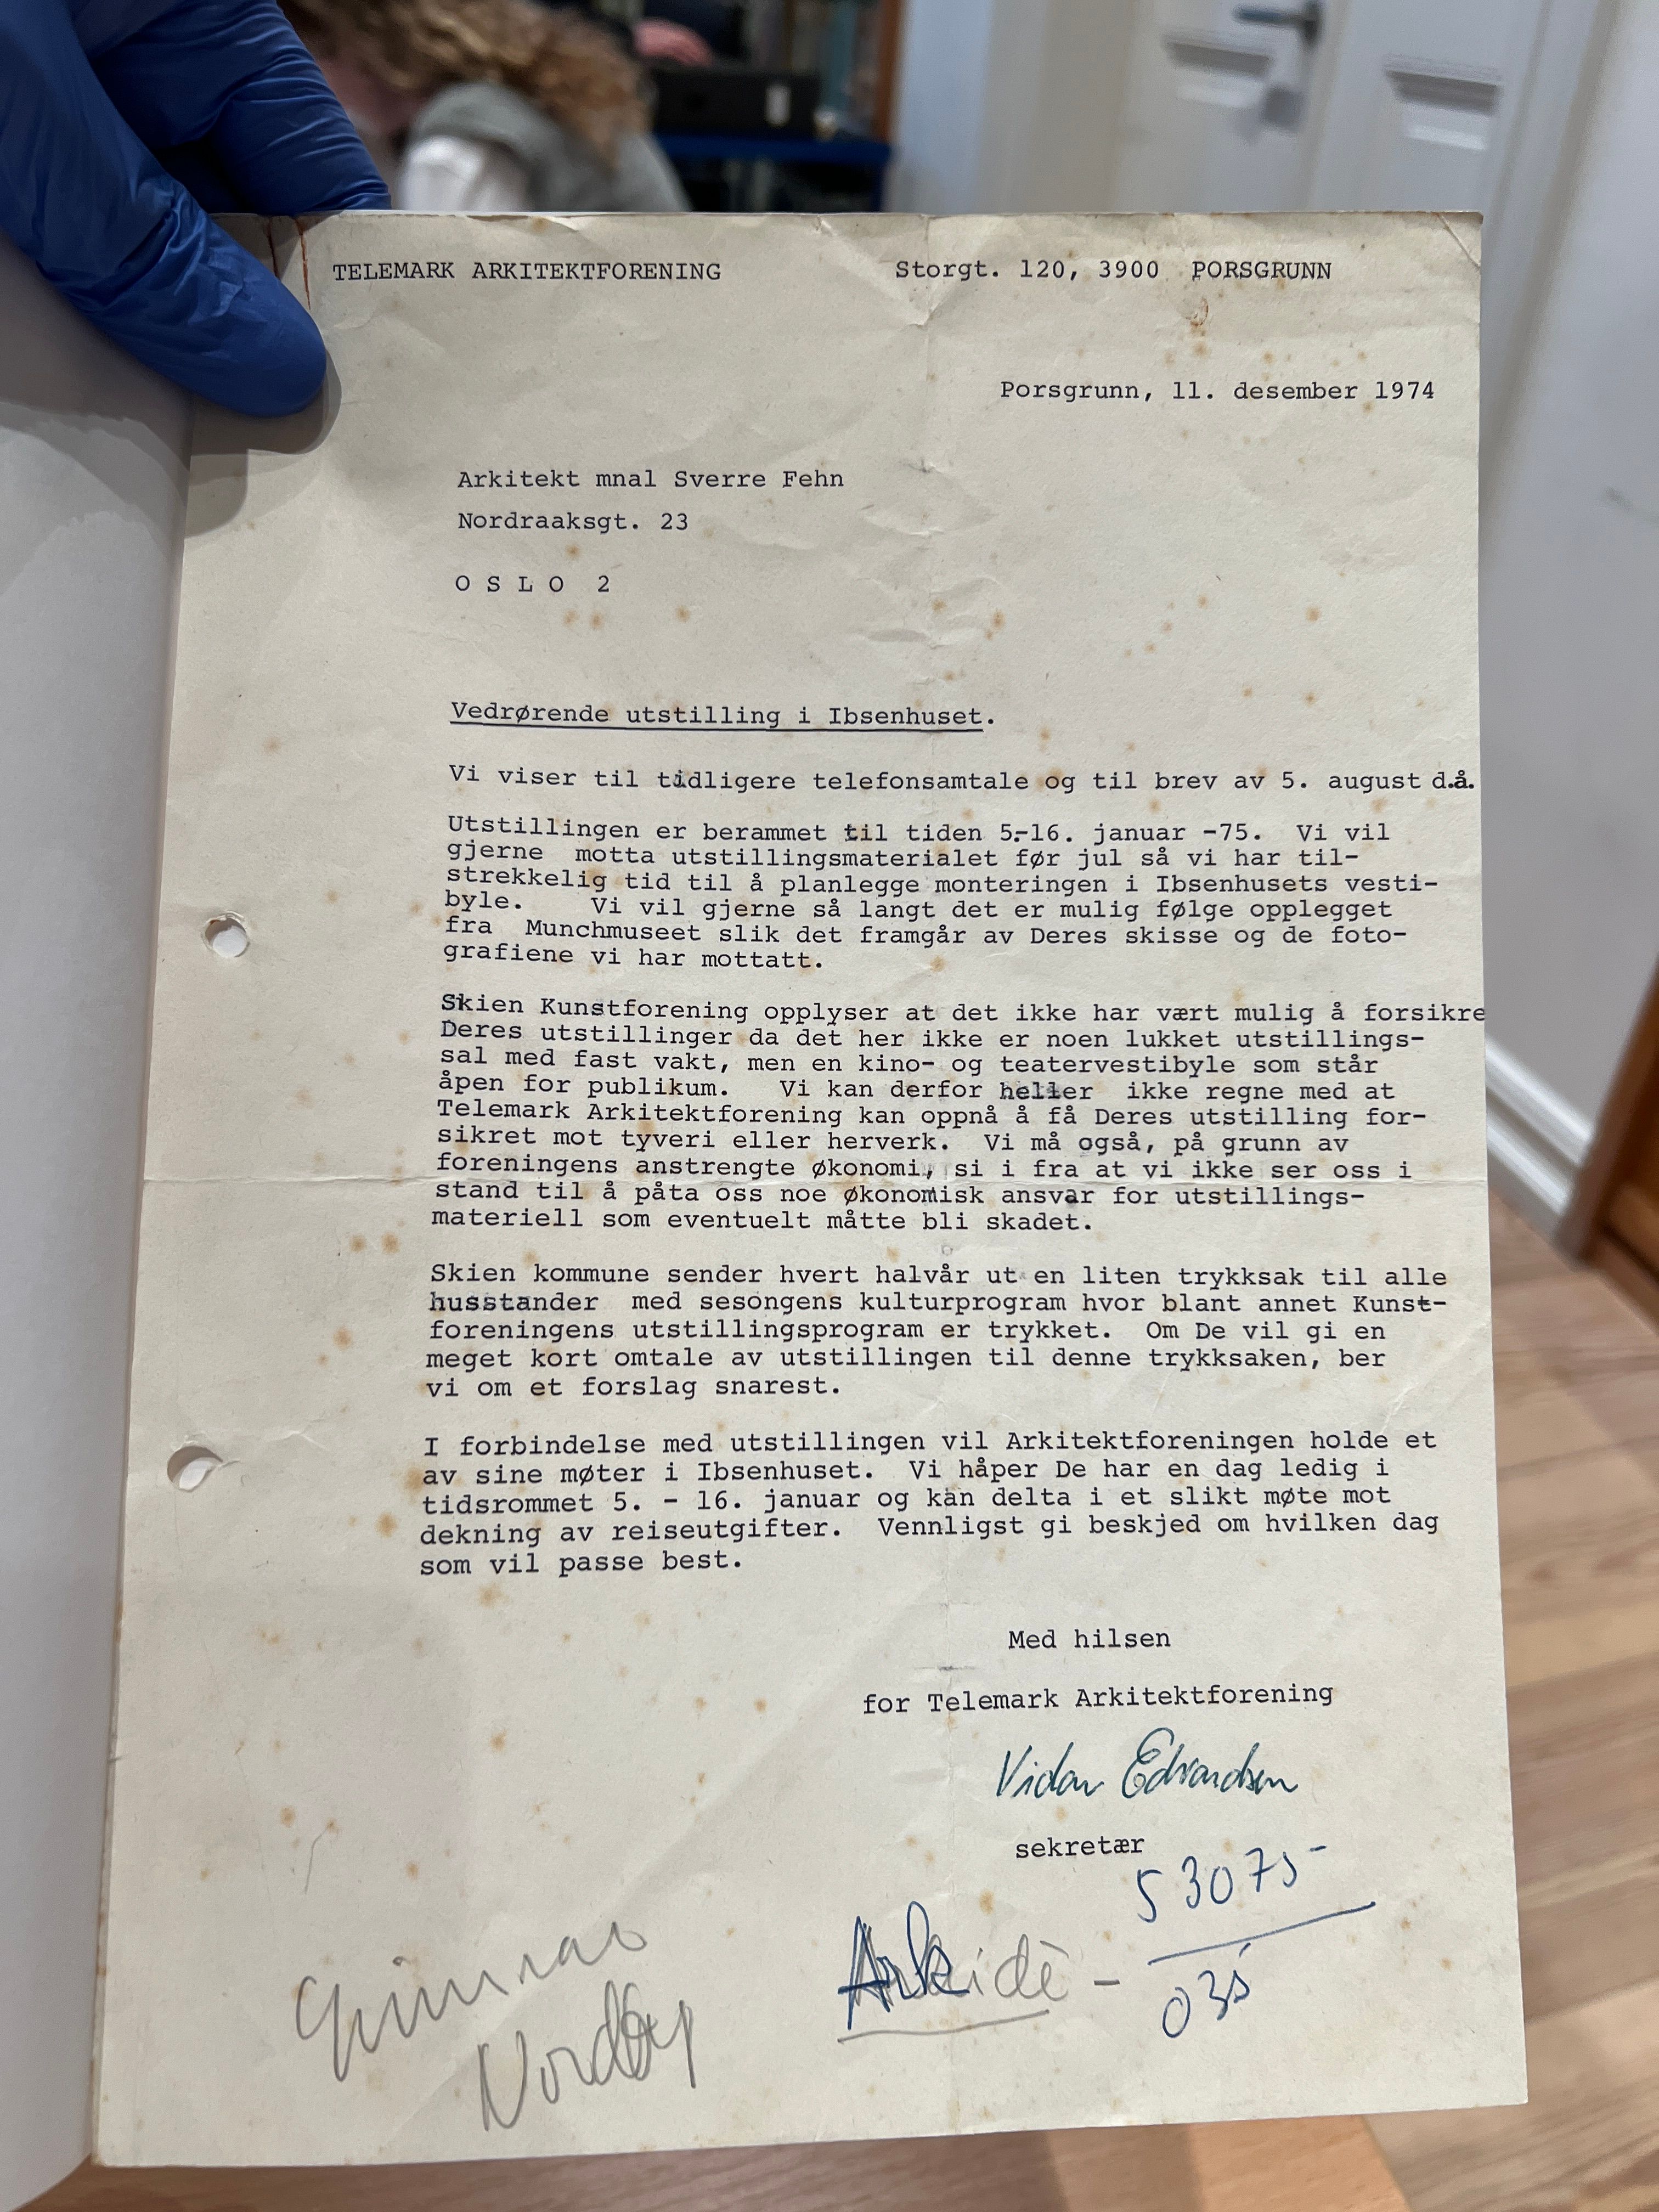 TELEMARK ARKITEKTFORENING Storgt. 120, 3900 PORSGRUNN
Porsgrunn, 11. desember 1974
Arkitekt mnal Sverre Fehn
Nordraaksgt. 23
O S L O 2
Vedrørende utstilling i Ibsenhuset.
Vi viser til tidligere telefonsamtale og til brev av 5. august d.å.
Utstillingen er berammet til tiden 5.-16. januar -75. Vi vil
gjerne motta utstillingsmaterialet før jul så vi har til-
strekkelig tid til å planlegge monteringen i Ibsenhusets vesti-
byle. Vi vil gjerne så langt det er mulig følge opplegget
fra Munchmuseet slik det framgår av Deres skisse og de foto-
grafiene vi har mottatt.
Skien Kunstforening opplyser at det ikke har vært mulig å forsikre
Deres utstillinger da det her ikke er noen lukket utstillings-
sal med fast vakt, men en kino- og teatervestibyle som står
åpen for publikum. Vi kan derfor heller ikke regne med at
Telemark Arkitektforening kan oppnå å få Deres utstilling for-
sikret mot tyveri eller herverk. Vi må også, på grunn av
foreningens anstrengte økonomi, si i fra at vi ikke ser oss i
stand til å påta oss noe økonomisk ansvar for utstillings-
materiell som eventuelt måtte bli skadet.
Skien kommune sender hvert halvår ut en liten trykksak til alle
husstander med sesongens kulturprogram hvor blant annet Kunst-
foreningens utstillingsprogram er trykket. Om De vil gi en
meget kort omtale av utstillingen til denne trykksaken, ber
vi om et forslag snarest.
I forbindelse med utstillingen vil Arkitektforeningen holde et
av sine møter i Ibsenhuset. Vi håper De har en dag ledig i
tidsrommet 5. - 16. januar og kan delta i et slikt møte mot
dekning av reiseutgifter. Vennligst gi beskjed om hvilken dag
som vil passe best.
Med hilsen
for Telemark Arkitektforening
Vidar Edvardsen
sekretær
53075
Arkidè - 035
Nordby